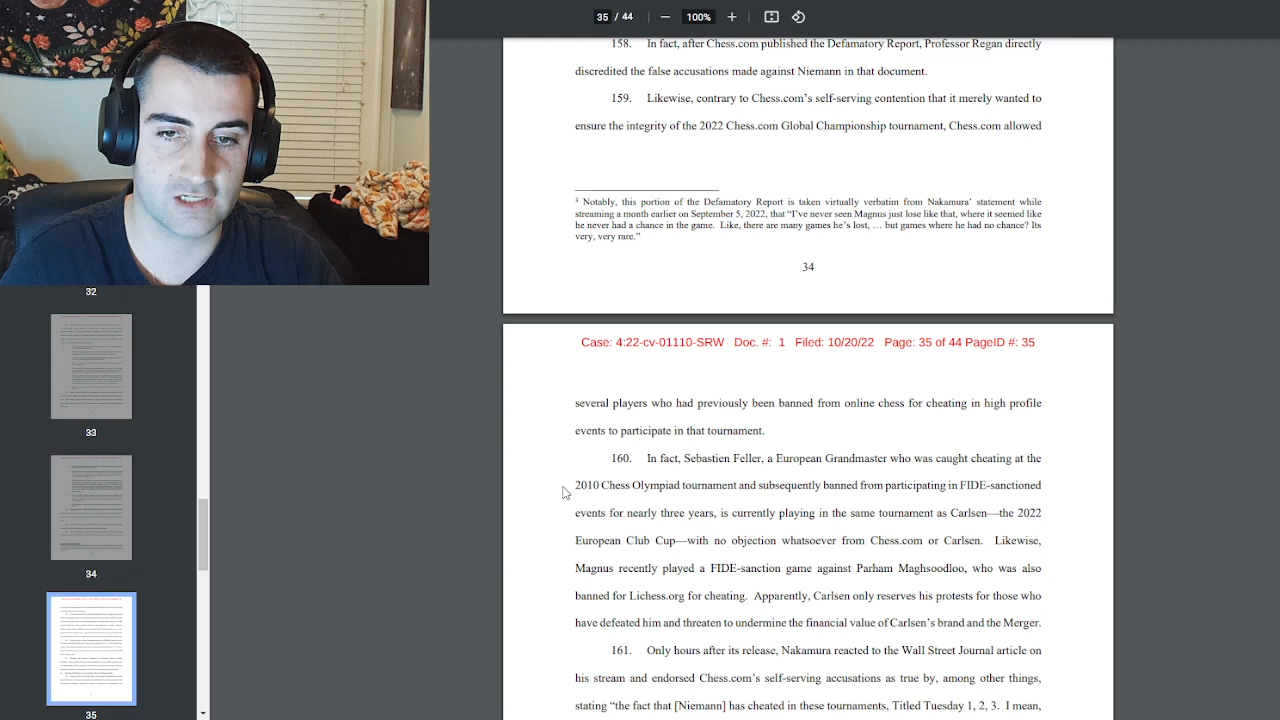 35 / 44
100%
158. In fact, after Chess.com published the Defamatory Report, Professor Regan directly
discredited the false accusations made against Niemann in that document.
159. Likewise, contrary to Chess.com’s self-serving contention that it merely wanted to
ensure the integrity of the 2022 Chess.com Global Championship tournament, Chess.com allowed
3 Notably, this portion of the Defamatory Report is taken virtually verbatim from Nakamura’ statement while
streaming a month earlier on September 5, 2022, that “I’ve never seen Magnus just lose like that, where it seemed like
he never had a chance in the game. Like, there are many games he’s lost, … but games where he had no chance? Its
very, very rare.”
34
Case: 4:22-cv-01110-SRW Doc. #: 1 Filed: 10/20/22 Page: 35 of 44 PageID #: 35
several players who had previously been banned from online chess for cheating in high profile
events to participate in that tournament.
160. In fact, Sebastien Feller, a European Grandmaster who was caught cheating at the
2010 Chess Olympiad tournament and subsequently banned from participating in FIDE-sanctioned
events for nearly three years, is currently playing in the same tournament as Carlsen—the 2022
European Club Cup—with no objection whatsoever from Chess.com or Carlsen. Likewise,
Magnus recently played a FIDE-sanction game against Parham Maghsoodloo, who was also
banned for Lichess.org for cheating. Apparently, Carlsen only reserves his protests for those who
have defeated him and threaten to undermine the financial value of Carlsen’s brand and the Merger.
161. Only hours after its release, Nakamura reacted to the Wall Street Journal article on
his stream and endorsed Chess.com’s self-serving accusations as true by, among other things,
stating “the fact that [Niemann] has cheated in these tournaments, Titled Tuesday 1, 2, 3. I mean,
32
33
34
35